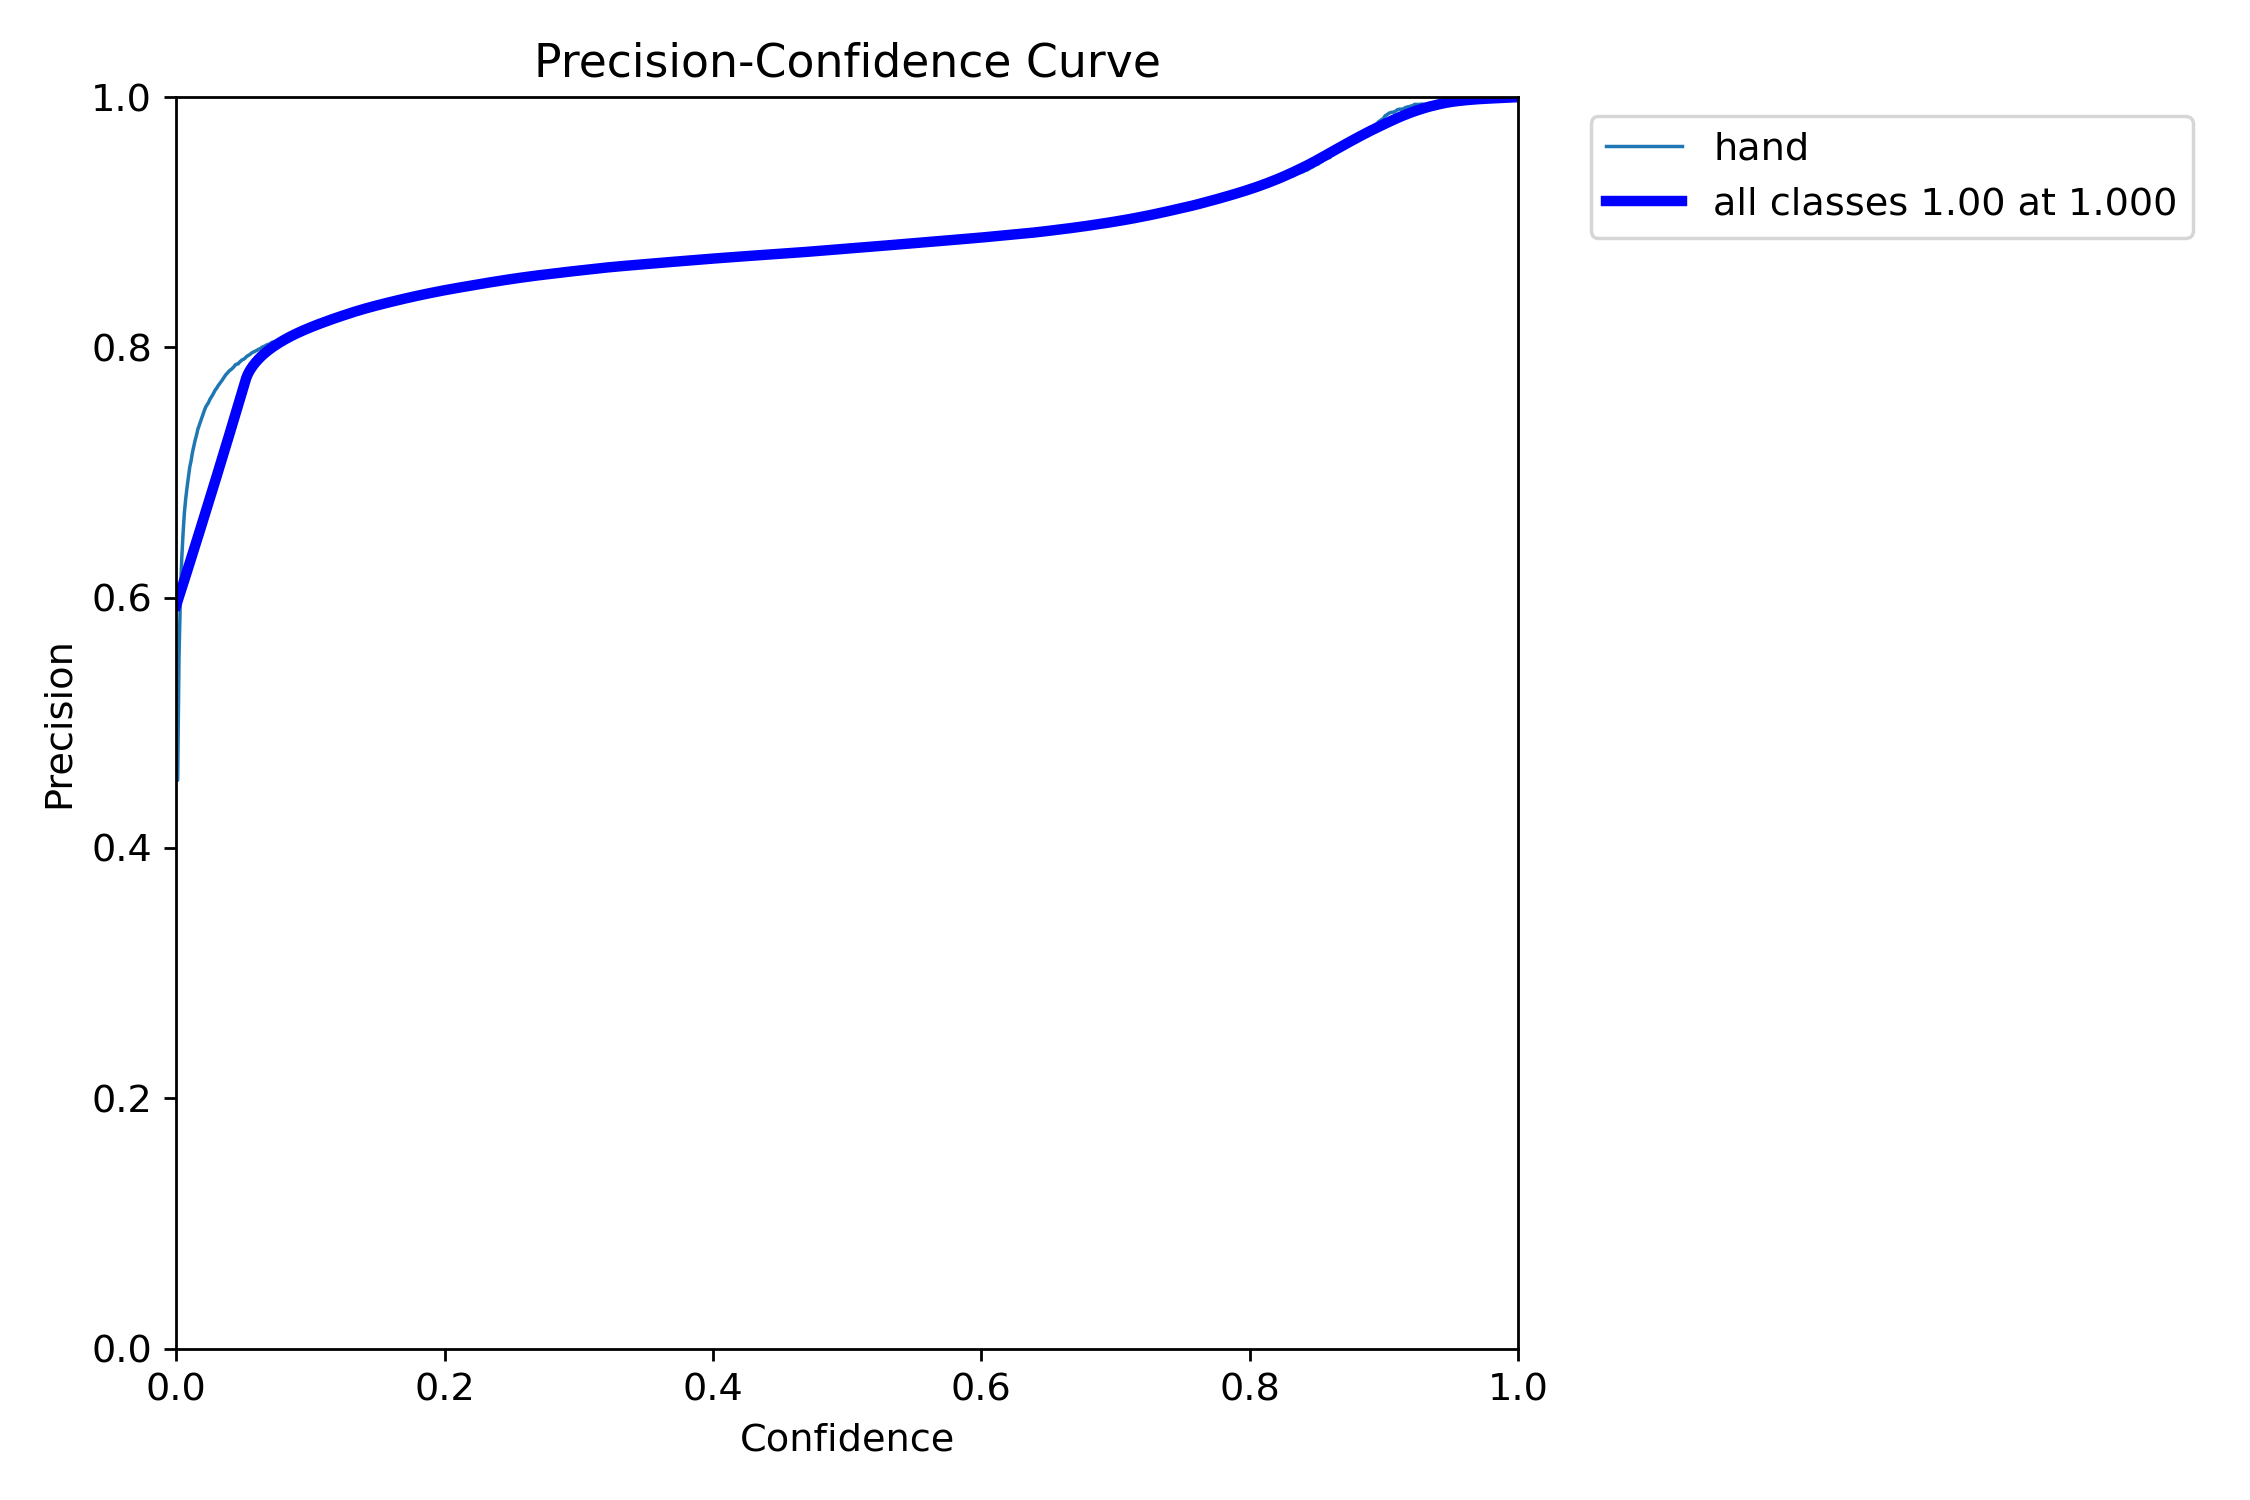 Precision-Confidence Curve
1.0
0.8
0.6
0.4
0.2
0.0
Precision
0.0 0.2 0.4 0.6 0.8 1.0
Confidence
hand
all classes 1.00 at 1.000